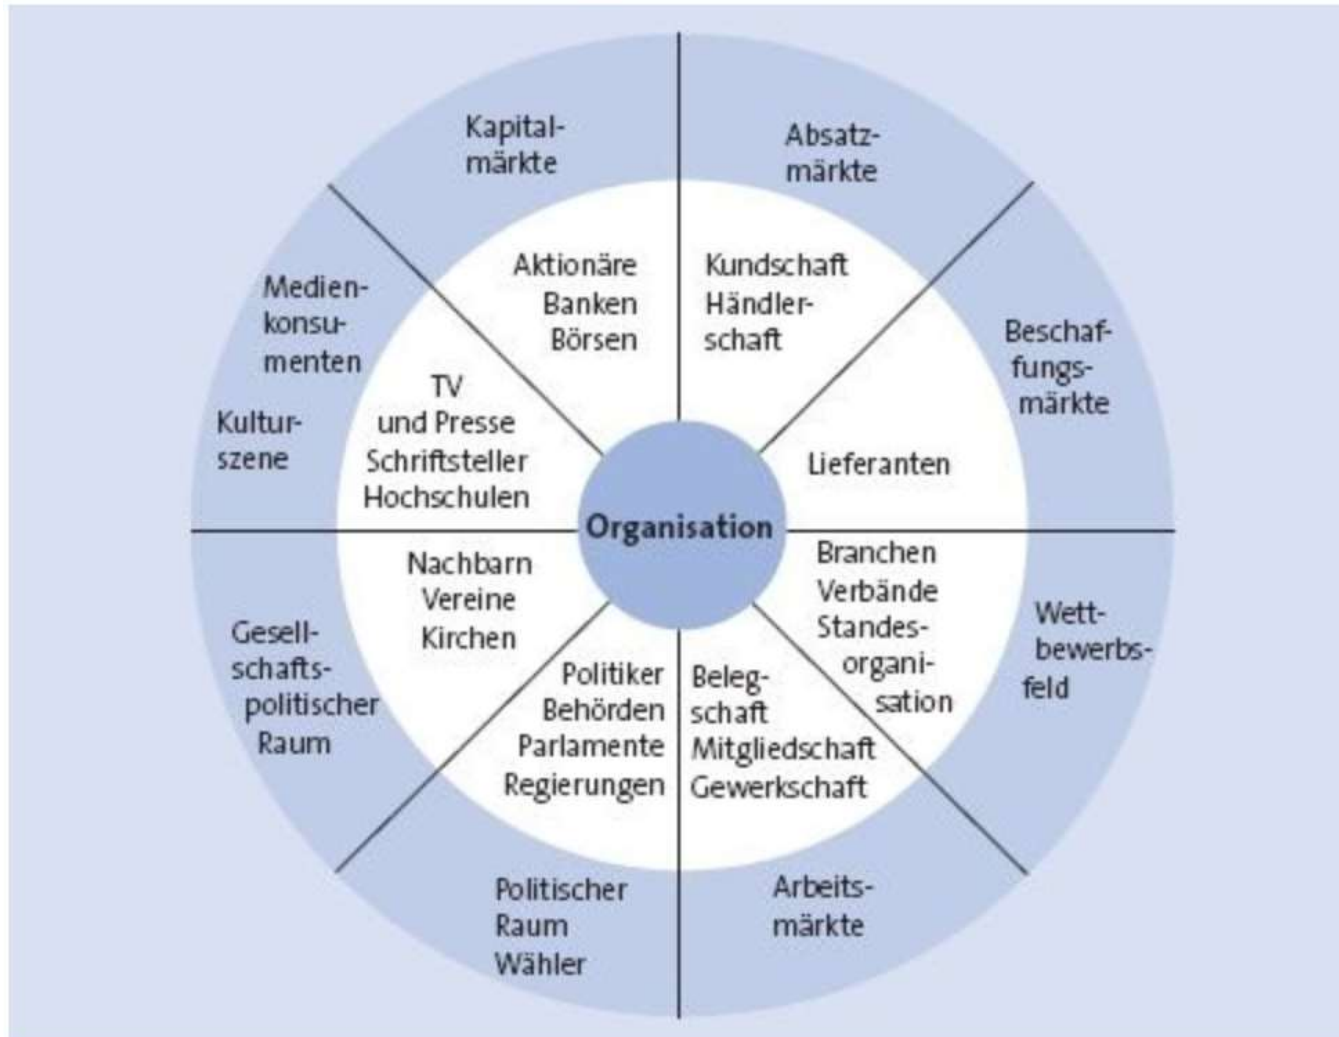 Kapital-
märkte
Absatz-
märkte
Beschaf-
fungs-
märkte
Wett-
bewerbs-
feld
Arbeits-
märkte
Politischer
Raum
Wähler
Gesell-
schafts-
politischer
Raum
Kultur-
szene
Medien-
konsu-
menten
Aktionäre
Banken
Börsen
Kundschaft
Händler-
schaft
Lieferanten
Branchen
Verbände
Standes-
organi-
sation
Beleg-
schaft
Mitgliedschaft
Gewerkschaft
Politiker
Behörden
Parlamente
Regierungen
Nachbarn
Vereine
Kirchen
TV
und Presse
Schriftsteller
Hochschulen
Organisation